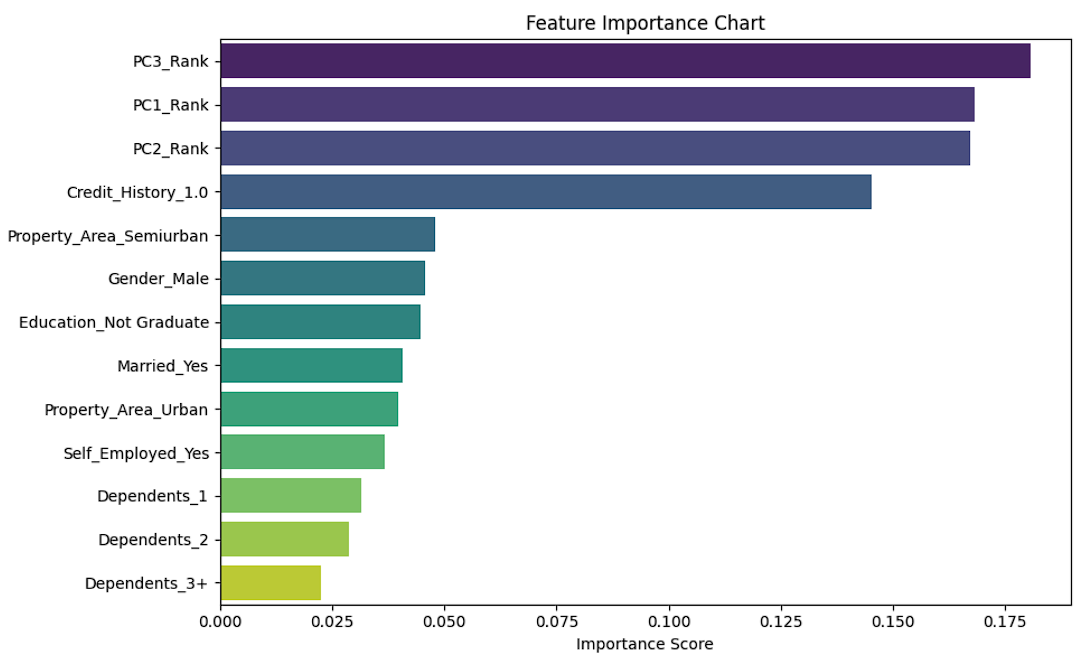 Feature Importance Chart
PC3_Rank
PC1_Rank
PC2_Rank
Credit_History_1.0
Property_Area_Semiurban
Gender_Male
Education_Not Graduate
Married_Yes
Property_Area_Urban
Self_Employed_Yes
Dependents_1
Dependents_2
Dependents_3+
0.000 0.025 0.050 0.075 0.100 0.125 0.150 0.175
Importance Score